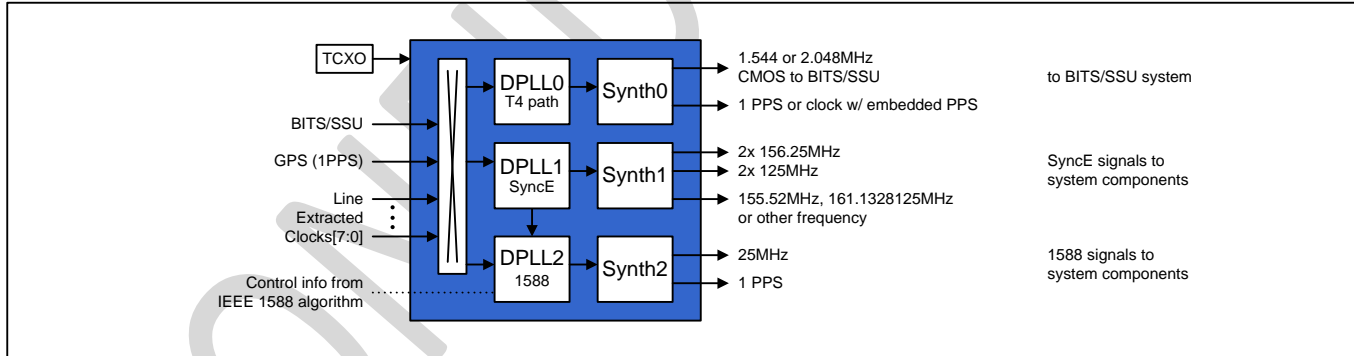 TCXO
BITS/SSU
GPS (1PPS)
Line
Extracted
Clocks[7:0]
Control info from
IEEE 1588 algorithm
DPLL0
T4 path
Synth0
DPLL1
SyncE
Synth1
DPLL2
1588
Synth2
1.544 or 2.048MHz
CMOS to BITS/SSU
1 PPS or clock w/ embedded PPS
2x 156.25MHz
2x 125MHz
155.52MHz, 161.1328125MHz
or other frequency
25MHz
1 PPS
to BITS/SSU system
SyncE signals to
system components
1588 signals to
system components